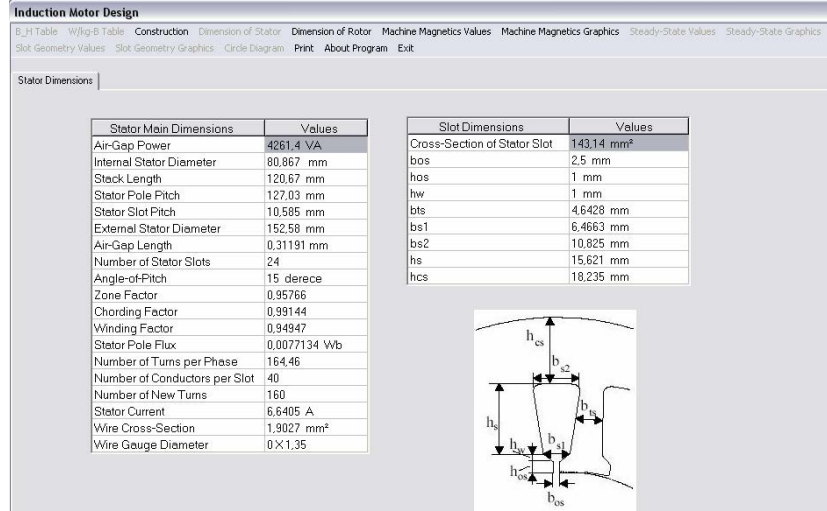 Induction Motor Design
B_H Table W/kg-B Table Construction Dimension of Stator Dimension of Rotor Machine Magnetics Values Machine Magnetics Graphics Steady-State Values Steady-State Graphics
Slot Geometry Values Slot Geometry Graphics Circle Diagram Print About Program Exit
Stator Dimensions
Stator Main Dimensions Values
Air-Gap Power 4261,4 VA
Internal Stator Diameter 80,867 mm
Stack Length 120,67 mm
Stator Pole Pitch 127,03 mm
Stator Slot Pitch 10,585 mm
External Stator Diameter 152,58 mm
Air-Gap Length 0,31191 mm
Number of Stator Slots 24
Angle-of-Pitch 15 derece
Zone Factor 0,95766
Chording Factor 0,99144
Winding Factor 0,94947
Stator Pole Flux 0,0077134 Wb
Number of Turns per Phase 164,46
Number of Conductors per Slot 40
Number of New Turns 160
Stator Current 6,6405 A
Wire Cross-Section 1,9027 mm²
Wire Gauge Diameter 0X1,35
Slot Dimensions Values
Cross-Section of Stator Slot 143,14 mm²
bos 2,5 mm
hos 1 mm
hw 1 mm
bts 4,6428 mm
bs1 6,4663 mm
bs2 10,825 mm
hs 15,621 mm
hcs 18,235 mm
hcs
bs2
bts
hs
bs1
hw
hos
bos